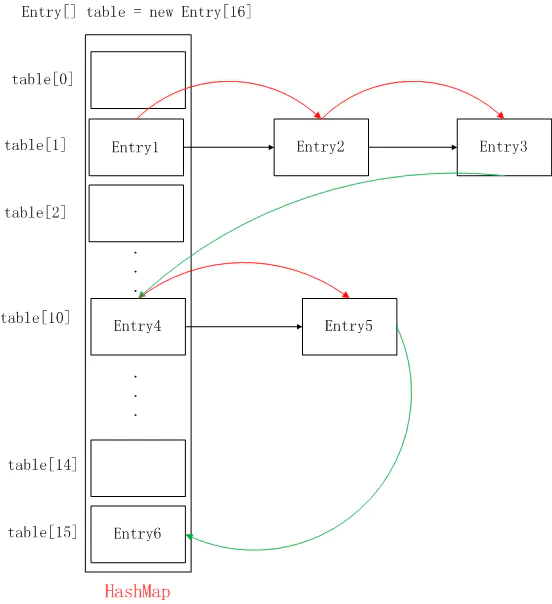 Entry[] table = new Entry[16]
table[0]
table[1]
Entry1
Entry2
Entry3
table[2]
table[10]
Entry4
Entry5
table[14]
table[15]
Entry6
HashMap